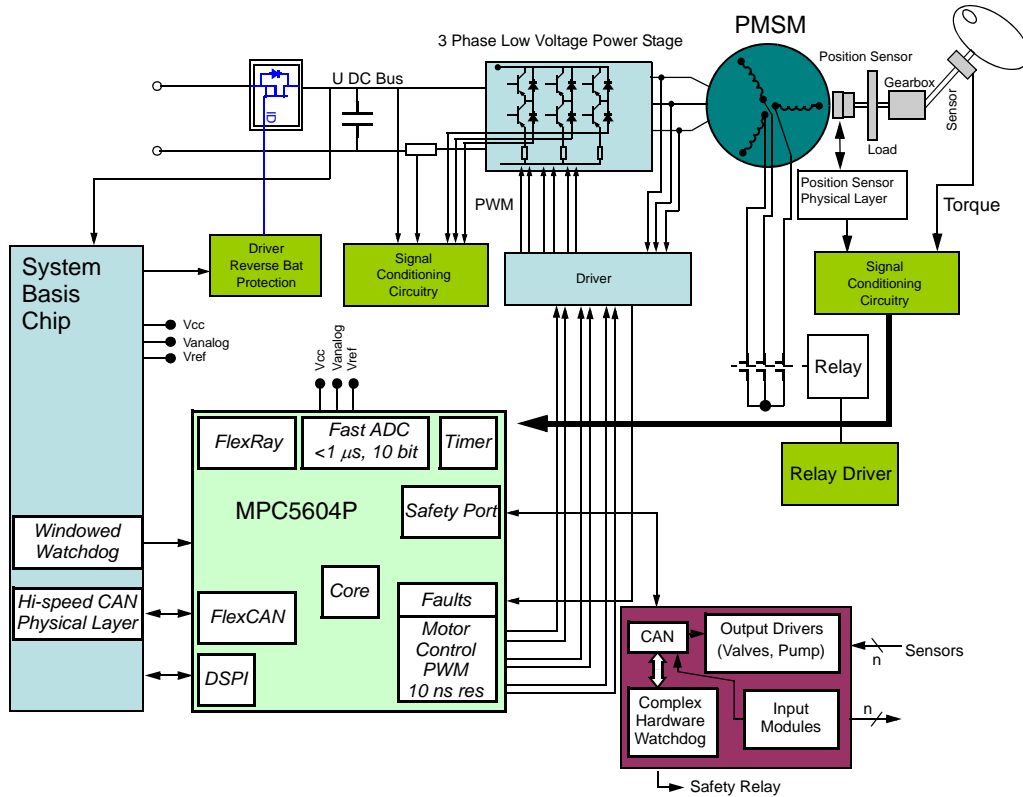 PMSM
3 Phase Low Voltage Power Stage
Position Sensor
U DC Bus
Gearbox
Sensor
ID
Load
PWM
Position Sensor
Physical Layer
Torque
System
Basis
Chip
Driver
Reverse Bat
Protection
Signal
Conditioning
Circuitry
Driver
Signal
Conditioning
Circuitry
Vcc
Vanalog
Vref
Vcc
Vanalog
Vref
Relay
FlexRay
Fast ADC
<1 µs, 10 bit
Timer
Relay Driver
MPC5604P
Safety Port
Windowed
Watchdog
Core
Hi-speed CAN
Physical Layer
FlexCAN
Faults
Motor
Control
PWM
10 ns res
DSPI
CAN
Output Drivers
(Valves, Pump)
n
Sensors
Complex
Hardware
Watchdog
Input
Modules
n
Safety Relay